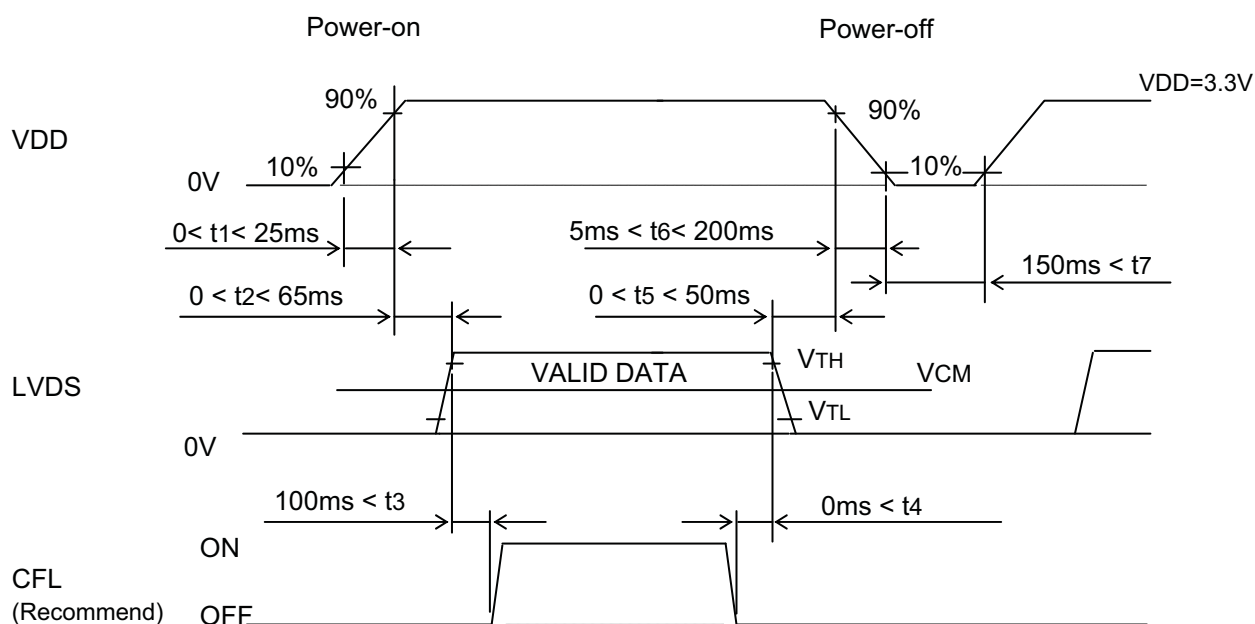 Power-on
Power-off
VDD=3.3V
90%
90%
VDD
10%
10%
0V
0< t1< 25ms
5ms < t6< 200ms
150ms < t7
0 < t2< 65ms
0 < t5 < 50ms
VTH
VALID DATA
VCM
LVDS
VTL
0V
100ms < t3
0ms < t4
ON
CFL
(Recommend)
OFF